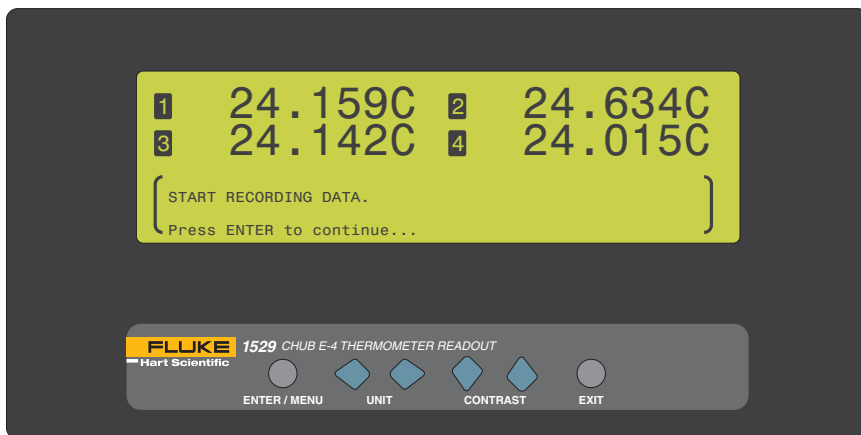 1 24.159C 2 24.634C
3 24.142C 4 24.015C
START RECORDING DATA.
Press ENTER to continue...
FLUKE
Hart Scientific
1529 CHUB E-4 THERMOMETER READOUT
ENTER / MENU UNIT CONTRAST EXIT